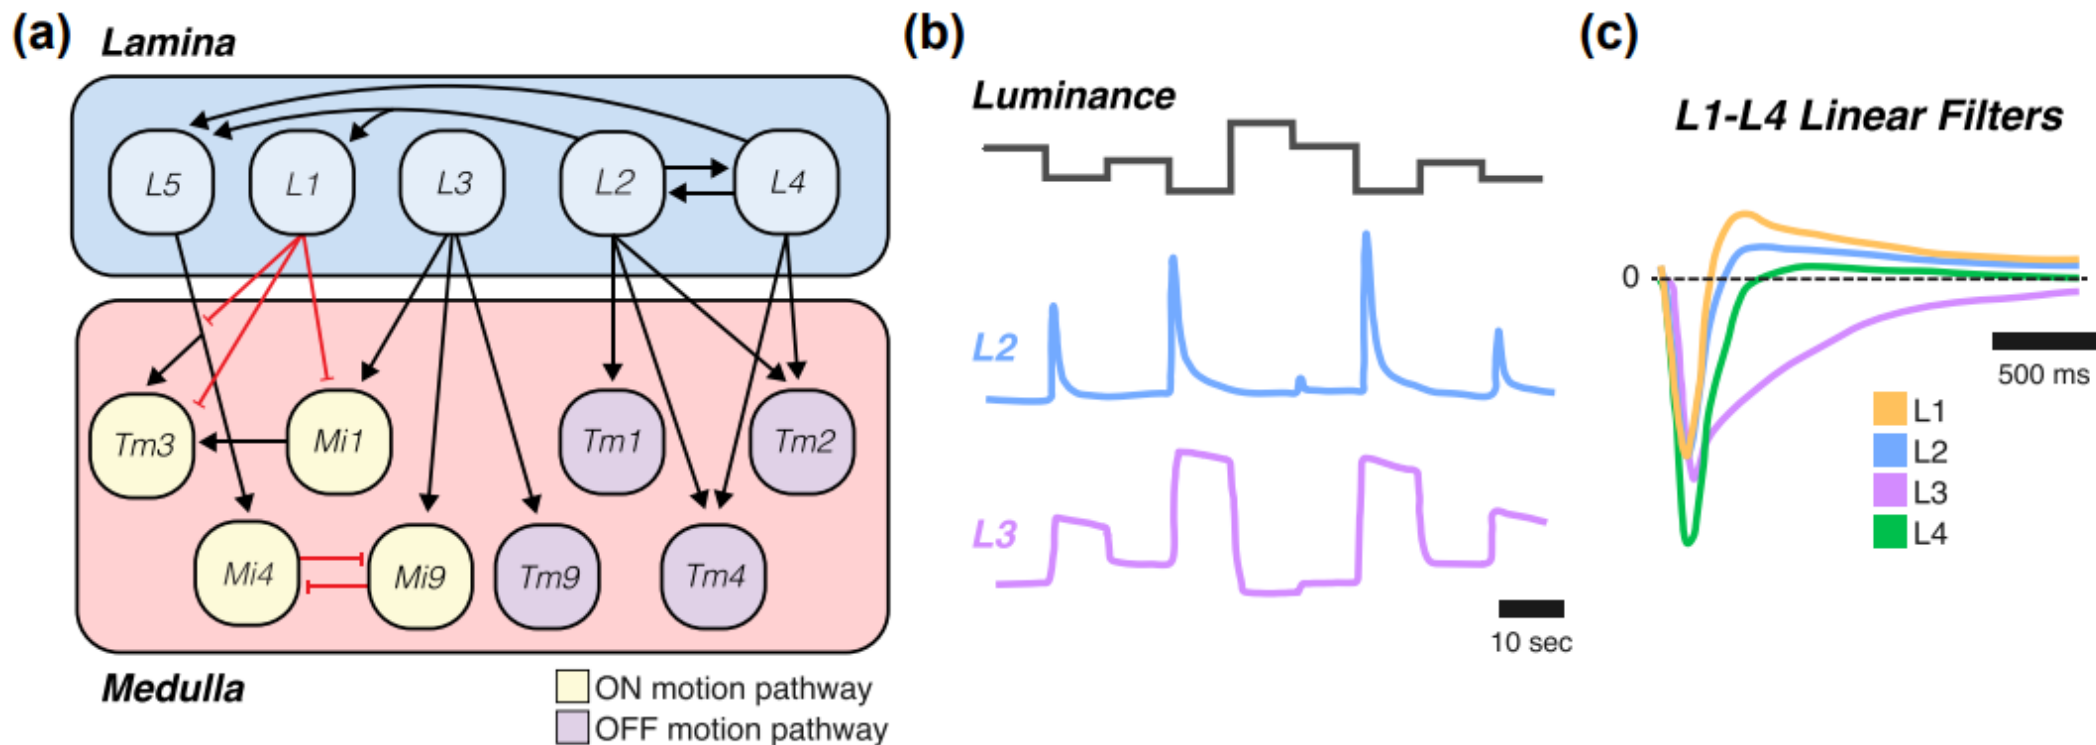 (a)
Lamina
L5
L1
L3
L2
L4
Tm3
Mi1
Tm1
Tm2
Mi4
Mi9
Tm9
Tm4
Medulla
ON motion pathway
OFF motion pathway
(b)
Luminance
L2
L3
10 sec
(c)
L1-L4 Linear Filters
0
500 ms
L1
L2
L3
L4